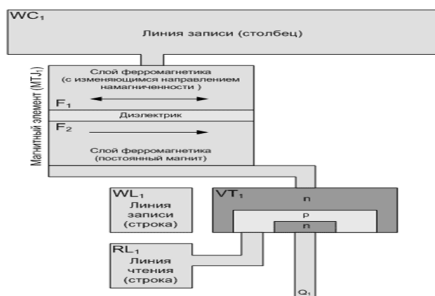 WC1
Линия записи (столбец)
Слой ферромагнетика
(с изменяющимся направлением
намагниченности )
F1
Диэлектрик
F2
Слой ферромагнетика
(постоянный магнит)
Магнитный элемент (MTJ1)
WL1
Линия
записи
(строка)
VT1
n
p
n
RL1
Линия
чтения
(строка)
Q1